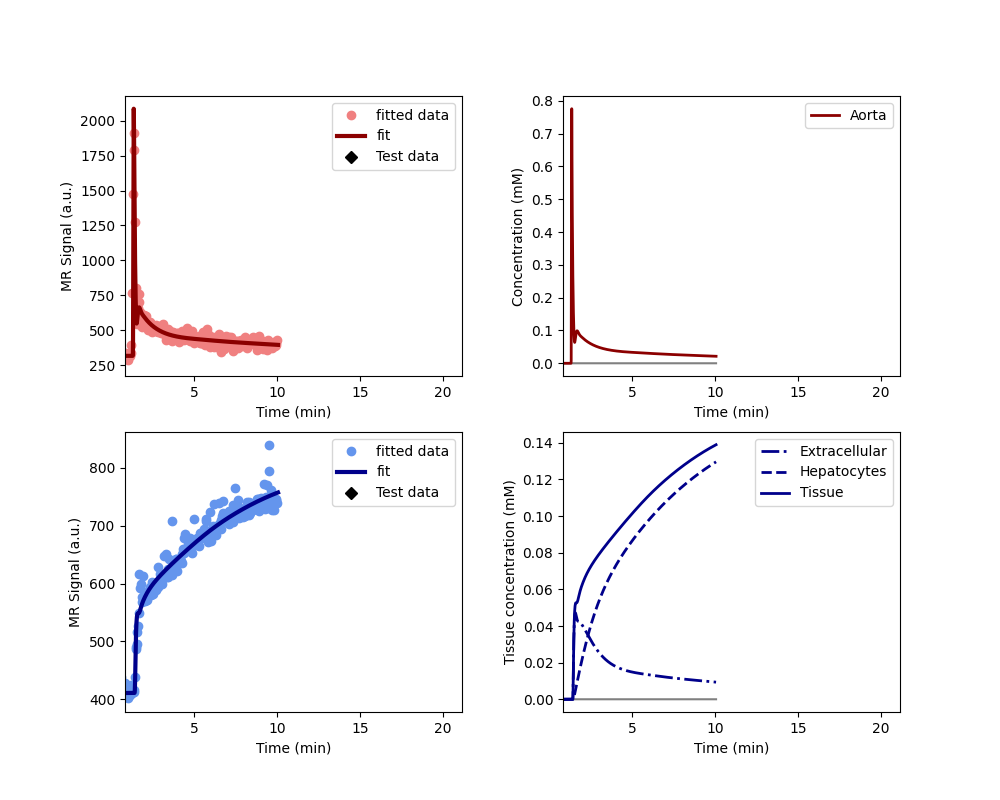 MR Signal (a.u.)
2000
1750
1500
1250
1000
750
500
250
fitted data
fit
Test data
5
10
15
20
Time (min)
Concentration (mM)
0.8
0.7
0.6
0.5
0.4
0.3
0.2
0.1
0.0
Aorta
5
10
15
20
Time (min)
MR Signal (a.u.)
800
700
600
500
400
fitted data
fit
Test data
5
10
15
20
Time (min)
Tissue concentration (mM)
0.14
0.12
0.10
0.08
0.06
0.04
0.02
0.00
Extracellular
Hepatocytes
Tissue
5
10
15
20
Time (min)